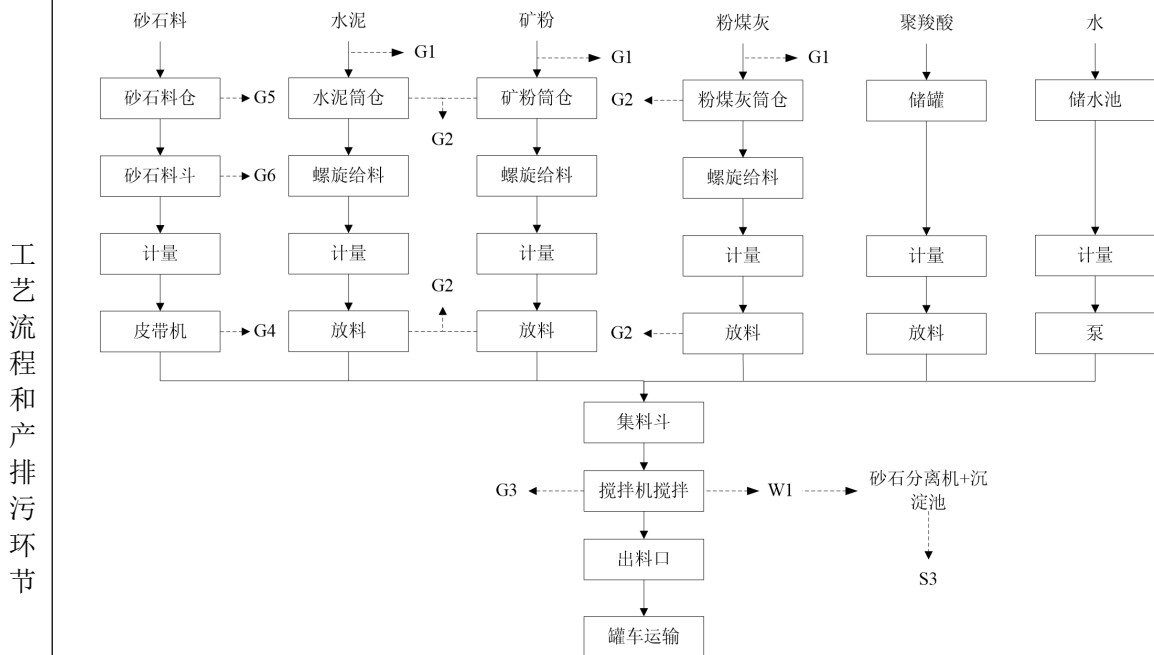 工艺流程和产排污环节
砂石料 水泥 矿粉 粉煤灰 聚羧酸 水
G1 G1 G1
砂石料仓 G5 水泥筒仓 矿粉筒仓 G2 粉煤灰筒仓 储罐 储水池
G2
砂石料斗 G6 螺旋给料 螺旋给料 螺旋给料
计量 计量 计量 计量 计量 计量
G2
皮带机 G4 放料 放料 G2 放料 放料 泵
集料斗
G3 搅拌机搅拌 W1 砂石分离机+沉
淀池
出料口
S3
罐车运输